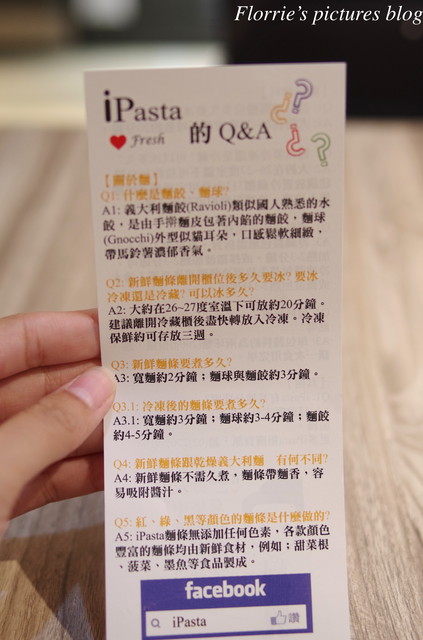 Florrie's pictures blog
iPasta
Fresh
的 Q&A
【關於麵】
Q1: 什麼是麵餃、麵球?
A1: 義大利麵餃(Ravioli)類似國人熟悉的水
餃，是由手擀麵皮包著內餡的麵餃，麵球
(Gnocchi)外型似貓耳朵，口感鬆軟細緻，
帶馬鈴薯濃郁香氣。
Q2: 新鮮麵條離開櫃位後多久要冰? 要冰
冷凍還是冷藏? 可以冰多久?
A2: 大約在26~27度室溫下可放約20分鐘。
建議離開冷藏櫃後盡快轉放入冷凍。冷凍
保鮮約可存放三週。
Q3: 新鮮麵條要煮多久?
A3: 寬麵約2分鐘；麵球與麵餃約3分鐘。
Q3.1: 冷凍後的麵條要煮多久?
A3.1: 寬麵約3分鐘；麵球約3-4分鐘；麵餃
約4-5分鐘。
Q4: 新鮮麵條跟乾燥義大利麵 有何不同?
A4: 新鮮麵條不需久煮，麵條帶麵香，容
易吸附醬汁。
Q5: 紅、綠、黑等顏色的麵條是什麼做的?
A5: iPasta麵條無添加任何色素，各款顏色
豐富的麵條均由新鮮食材，例如；甜菜根
、菠菜、墨魚等食品製成。
facebook
iPasta 讚